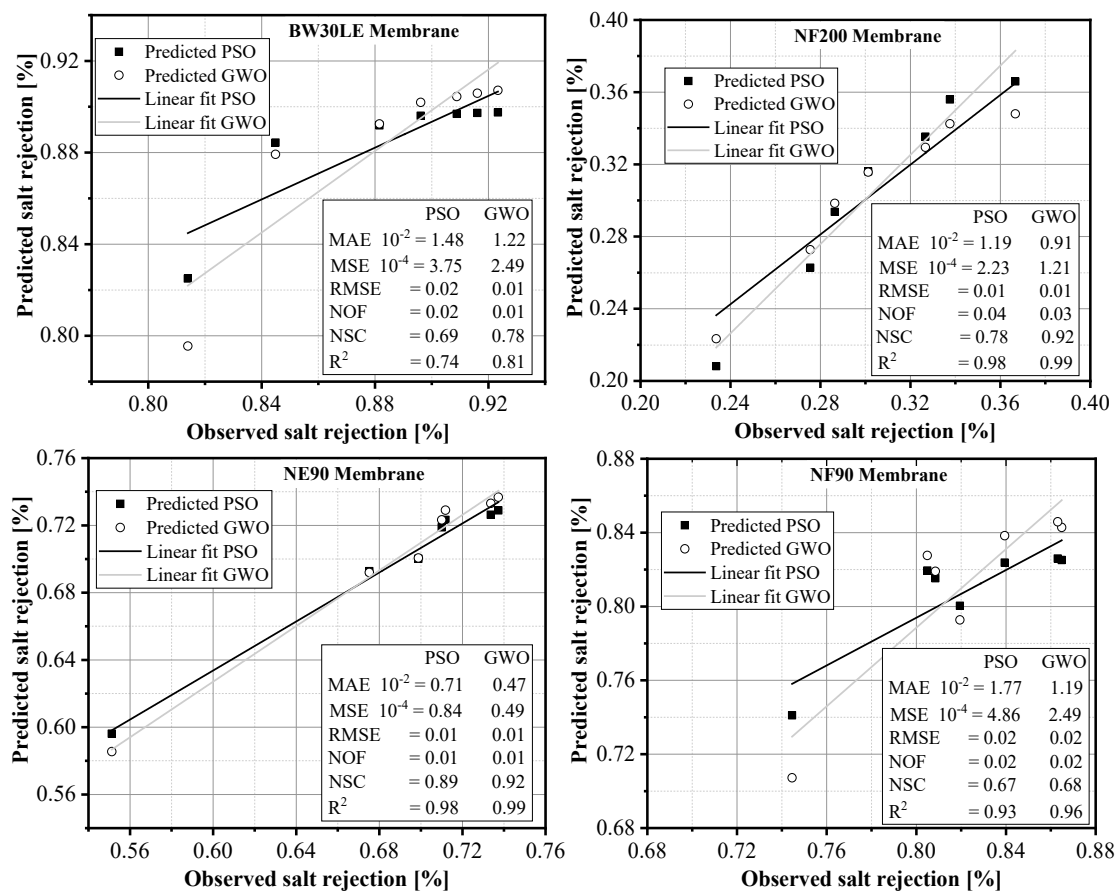 BW30LE Membrane
Predicted PSO
Predicted GWO
Linear fit PSO
Linear fit GWO
PSO GWO
MAE 10-2 = 1.48 1.22
MSE 10-4 = 3.75 2.49
RMSE = 0.02 0.01
NOF = 0.02 0.01
NSC = 0.69 0.78
R2 = 0.74 0.81
0.92
0.88
0.84
0.80
0.80 0.84 0.88 0.92
Predicted salt rejection [%]
Observed salt rejection [%]
NF200 Membrane
Predicted PSO
Predicted GWO
Linear fit PSO
Linear fit GWO
PSO GWO
MAE 10-2 = 1.19 0.91
MSE 10-4 = 2.23 1.21
RMSE = 0.01 0.01
NOF = 0.04 0.03
NSC = 0.78 0.92
R2 = 0.98 0.99
0.40
0.36
0.32
0.28
0.24
0.20
0.20 0.24 0.28 0.32 0.36 0.40
Predicted salt rejection [%]
Observed salt rejection [%]
NE90 Membrane
Predicted PSO
Predicted GWO
Linear fit PSO
Linear fit GWO
PSO GWO
MAE 10-2 = 0.71 0.47
MSE 10-4 = 0.84 0.49
RMSE = 0.01 0.01
NOF = 0.01 0.01
NSC = 0.89 0.92
R2 = 0.98 0.99
0.76
0.72
0.68
0.64
0.60
0.56
0.56 0.60 0.64 0.68 0.72 0.76
Predicted salt rejection [%]
Observed salt rejection [%]
NF90 Membrane
Predicted PSO
Predicted GWO
Linear fit PSO
Linear fit GWO
PSO GWO
MAE 10-2 = 1.77 1.19
MSE 10-4 = 4.86 2.49
RMSE = 0.02 0.02
NOF = 0.02 0.02
NSC = 0.67 0.68
R2 = 0.93 0.96
0.88
0.84
0.80
0.76
0.72
0.68
0.68 0.72 0.76 0.80 0.84 0.88
Predicted salt rejection [%]
Observed salt rejection [%]